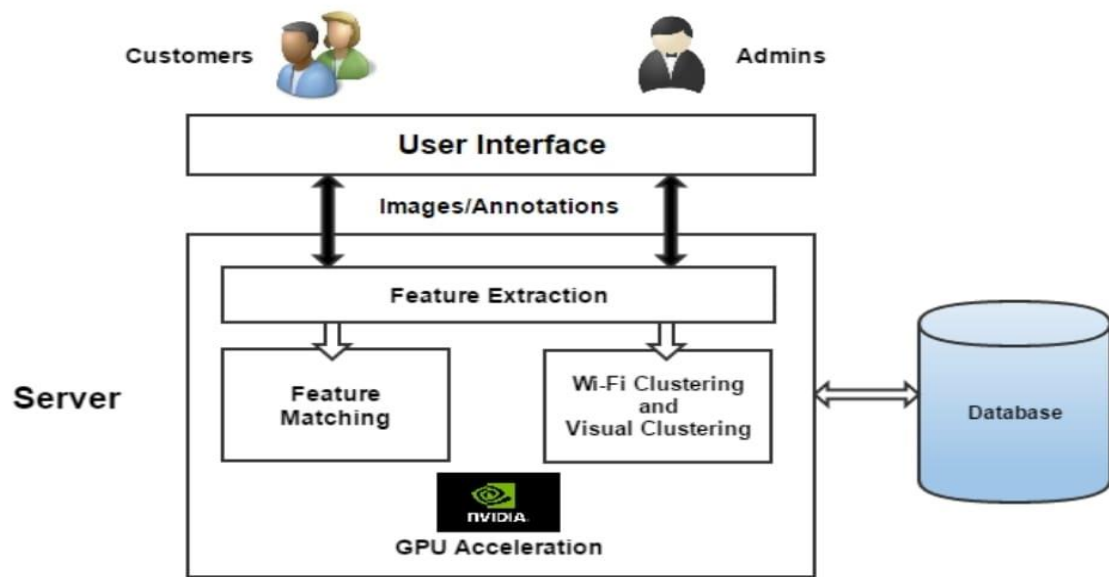 Customers
Admins
User Interface
Images/Annotations
Feature Extraction
Server
Feature
Matching
Wi-Fi Clustering
and
Visual Clustering
Database
NVIDIA.
GPU Acceleration